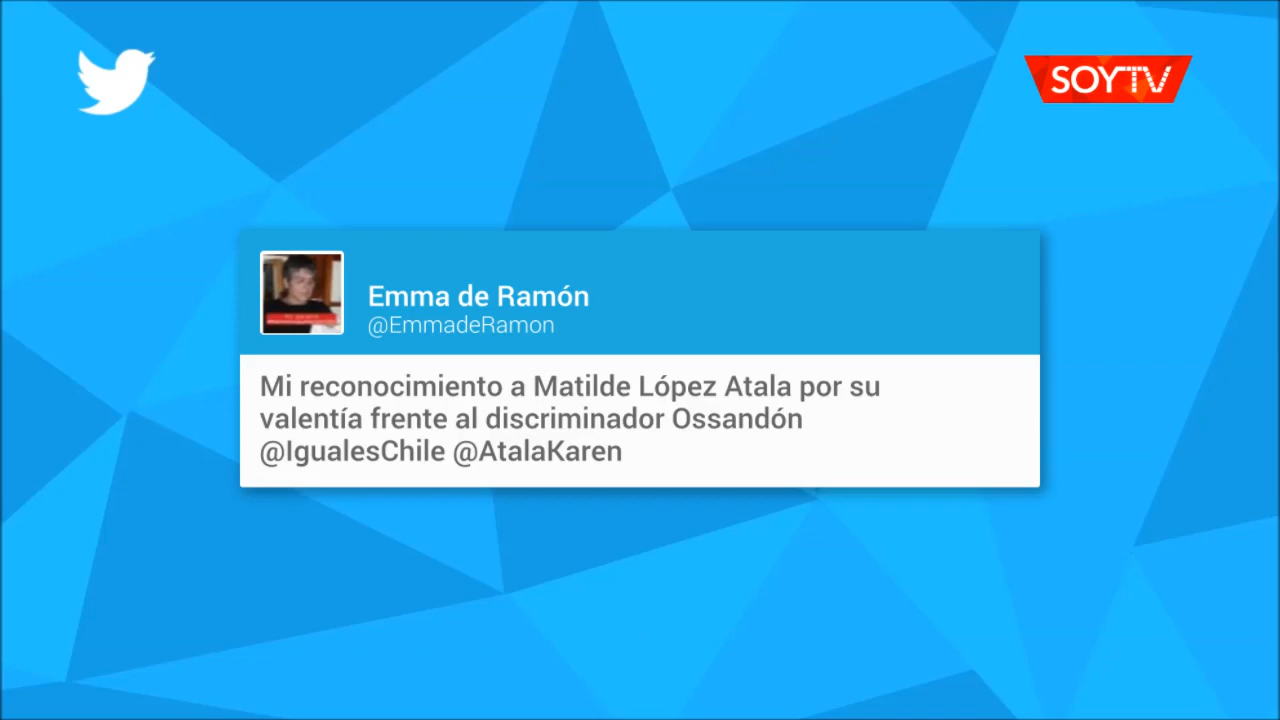 SOYTV
Emma de Ramón
@EmmadeRamon
Mi reconocimiento a Matilde López Atala por su
valentía frente al discriminador Ossandón
@IgualesChile @AtalaKaren